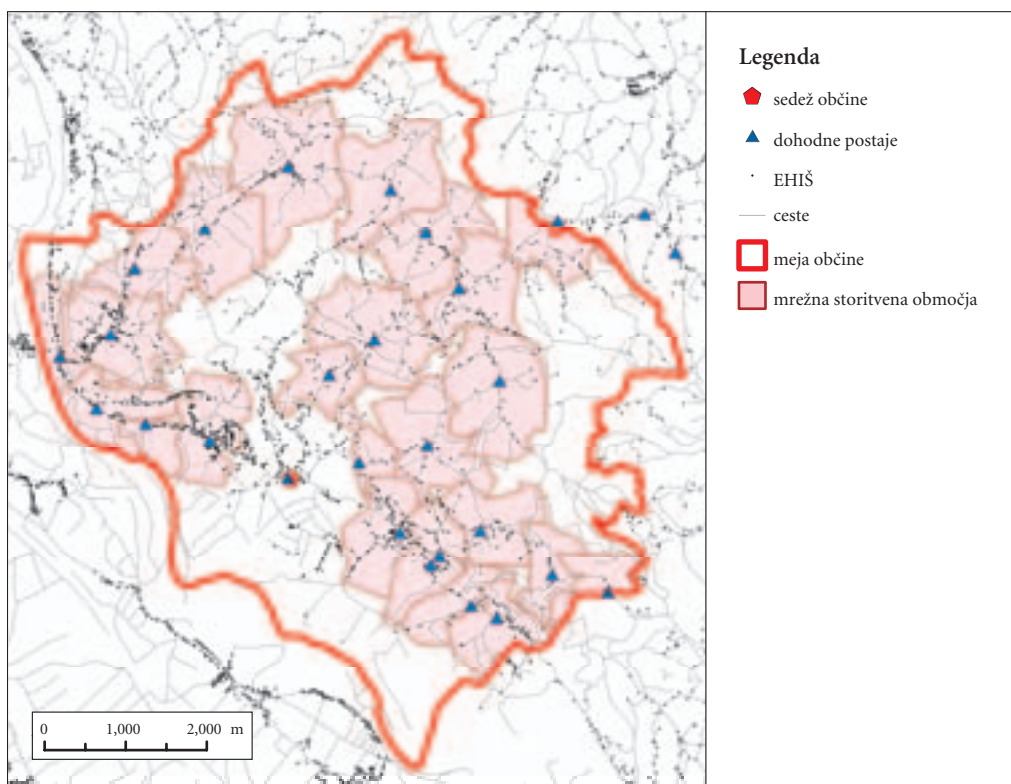 Legenda
sedež občine
dohodne postaje
EHIŠ
ceste
meja občine
mrežna storitvena območja
0 1,000 2,000 m